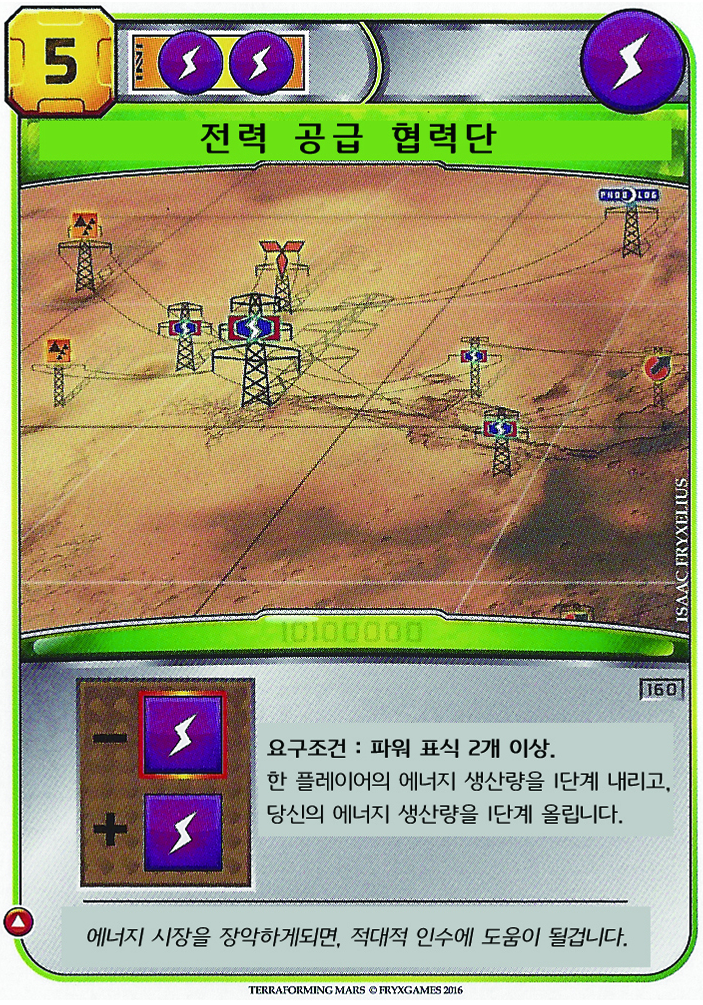 5
전력 공급 협력단
PHOBOLOG
ISAAC FRYXELIUS
10100000
160
요구조건 : 파워 표식 2개 이상.
한 플레이어의 에너지 생산량을 1단계 내리고,
당신의 에너지 생산량을 1단계 올립니다.
에너지 시장을 장악하게되면, 적대적 인수에 도움이 될겁니다.
TERRAFORMING MARS © FRYXGAMES 2016